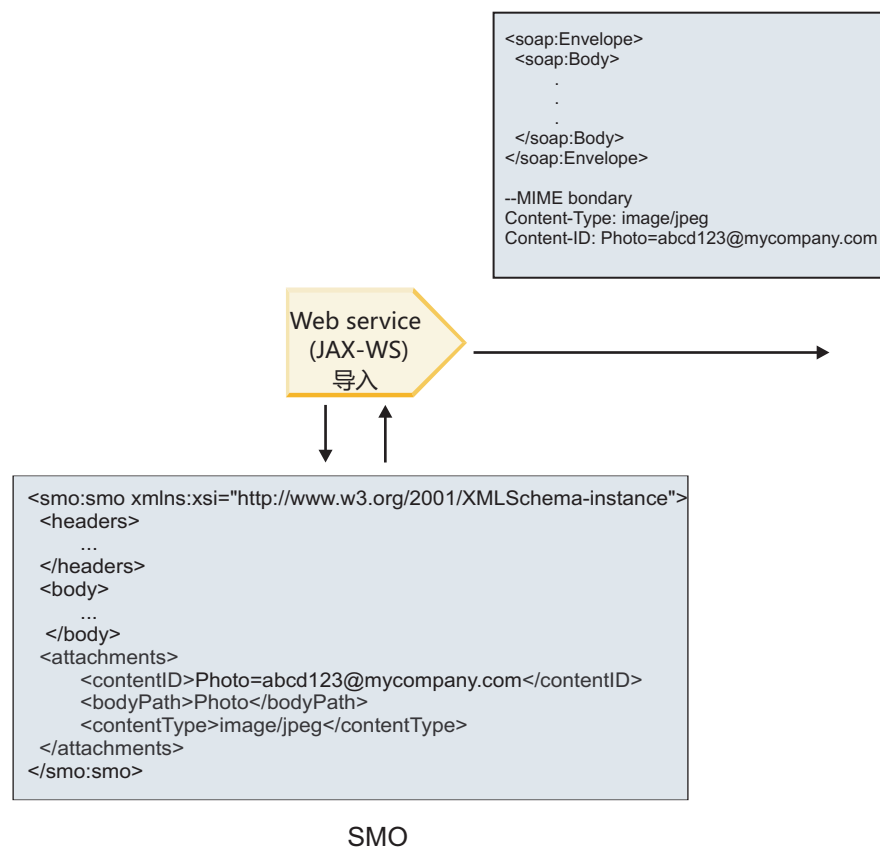 <soap:Envelope>
<soap:Body>
.
.
.
</soap:Body>
</soap:Envelope>
--MIME bondary
Content-Type: image/jpeg
Content-ID: Photo=abcd123@mycompany.com
Web service
(JAX-WS)
导入
<smo:smo xmlns:xsi="http://www.w3.org/2001/XMLSchema-instance">
<headers>
...
</headers>
<body>
...
</body>
<attachments>
<contentID>Photo=abcd123@mycompany.com</contentID>
<bodyPath>Photo</bodyPath>
<contentType>image/jpeg</contentType>
</attachments>
</smo:smo>
SMO